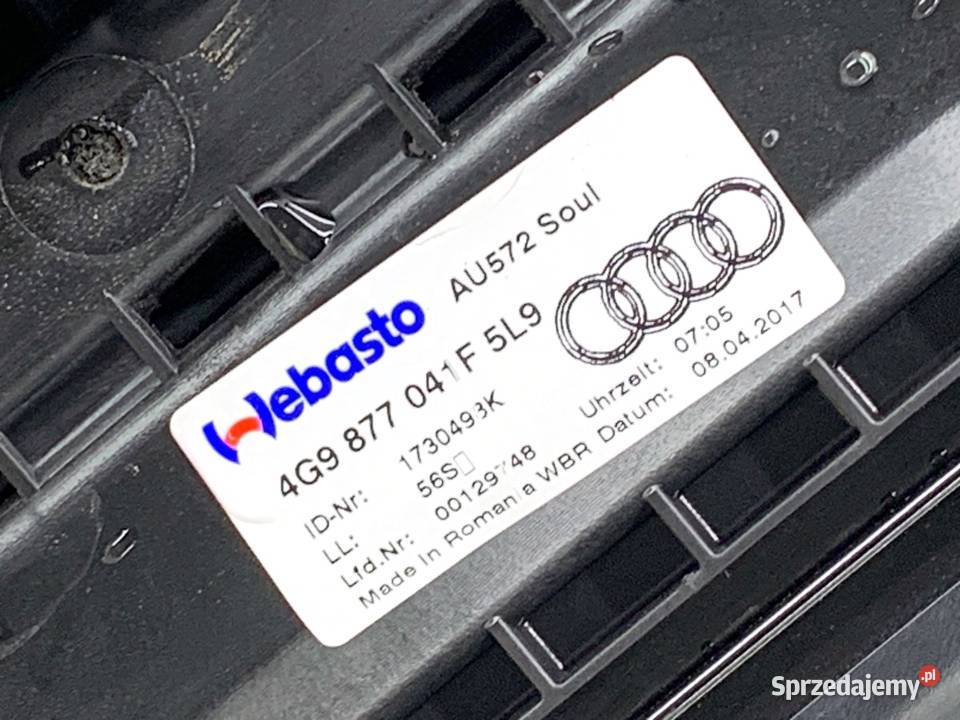 Webasto AU572 Soul
4G9 877 041F 5L9
ID-Nr: 1730493K Uhrzeit: 07:05
LL: 56S
Lfd.Nr: 00129748 Datum: 08.04.2017
Made In Romania WBR
Sprzedajemy.pl